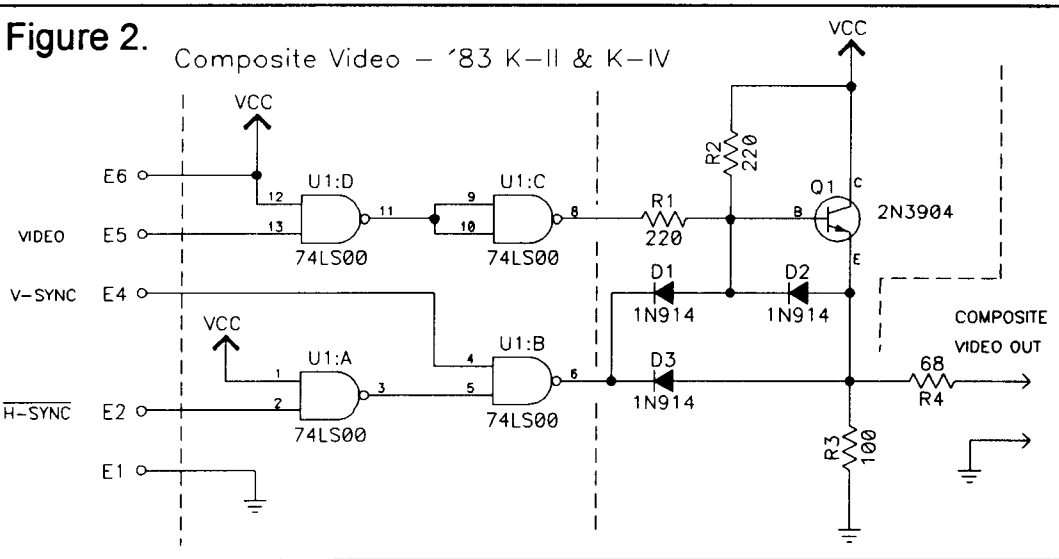 Figure 2.
Composite Video – '83 K-II & K-IV
VCC
VCC
E6
12
U1:D
11
9
U1:C
8
10
R1
220
R2
220
Q1
C
B
E
2N3904
VIDEO
E5
13
74LS00
74LS00
V-SYNC
E4
D1
1N914
D2
1N914
COMPOSITE
VIDEO OUT
VCC
U1:A
1
2
3
4
5
U1:B
6
D3
1N914
68
R4
H-SYNC
E2
74LS00
74LS00
R3
100
E1